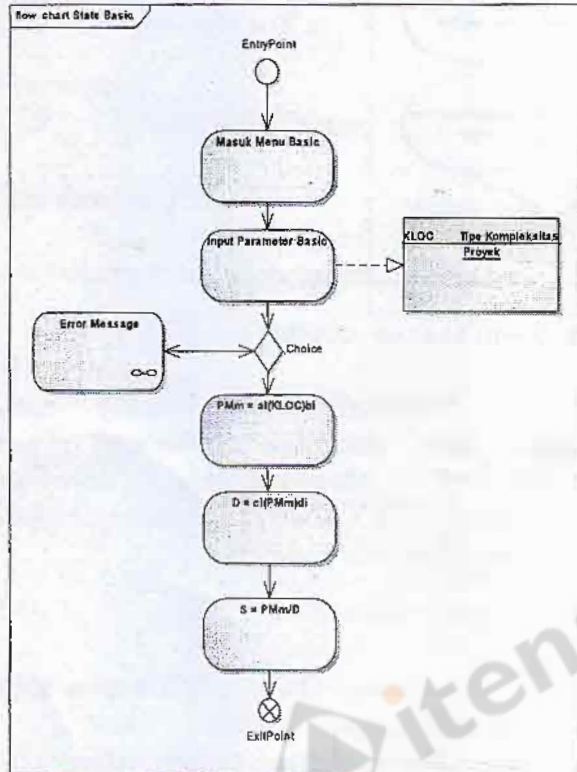 flow chart State Basic
EntryPoint
Masuk Menu Basic
Input Parameter Basic
KLOC Tipe Kompleksitas
Proyek
Error Message
Choice
PMm = ai(KLOC)bi
D = ci(PMm)di
S = PMm/D
ExitPoint
iten